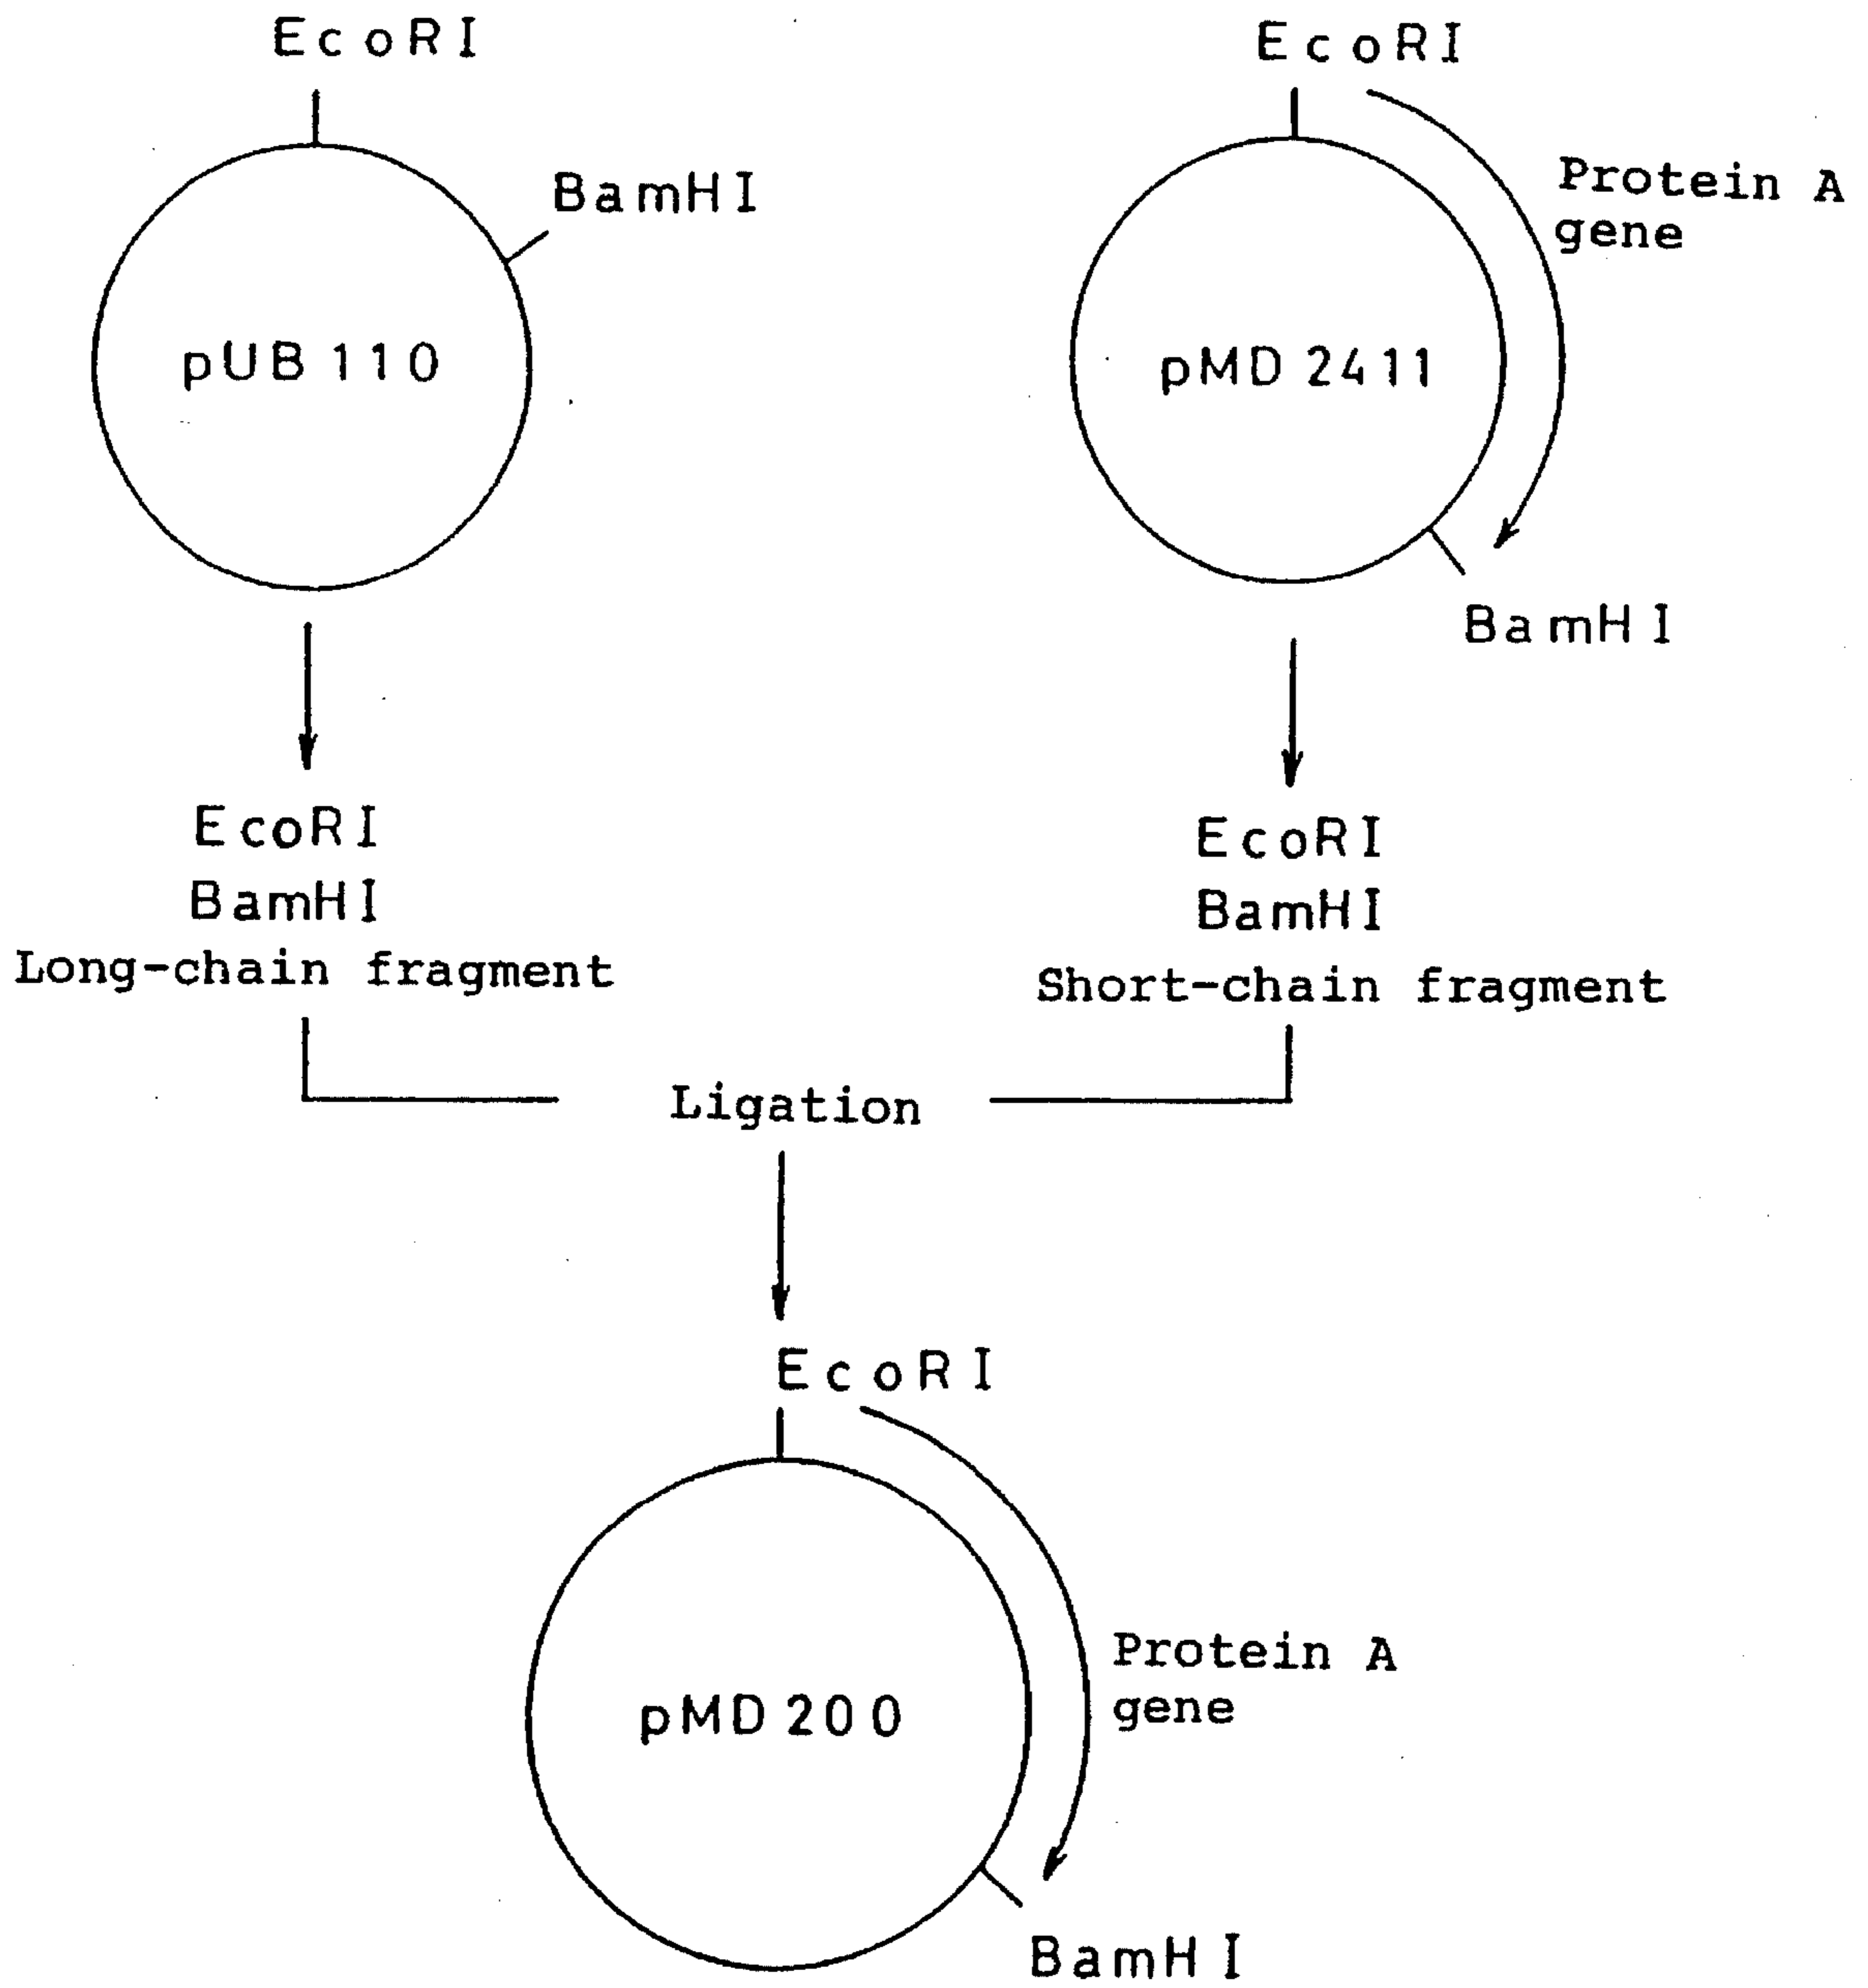 EcoRI
BamHI
pUB110
EcoRI
Protein A
gene
pMD2411
BamHI
EcoRI
BamHI
Long-chain fragment
EcoRI
BamHI
Short-chain fragment
Ligation
EcoRI
Protein A
gene
pMD200
BamHI